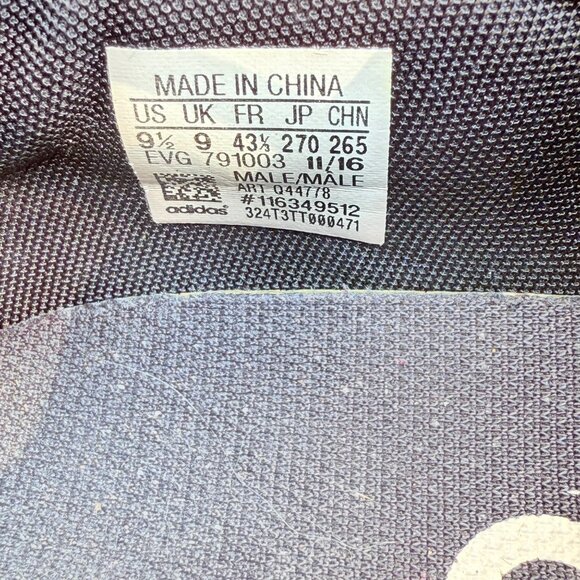 MADE IN CHINA
US UK FR JP CHN
9½ 9 43⅓ 270 265
EVG 791003 11/16
MALE/MÂLE
ART Q44778
#116349512
adidas 324T3TT000471